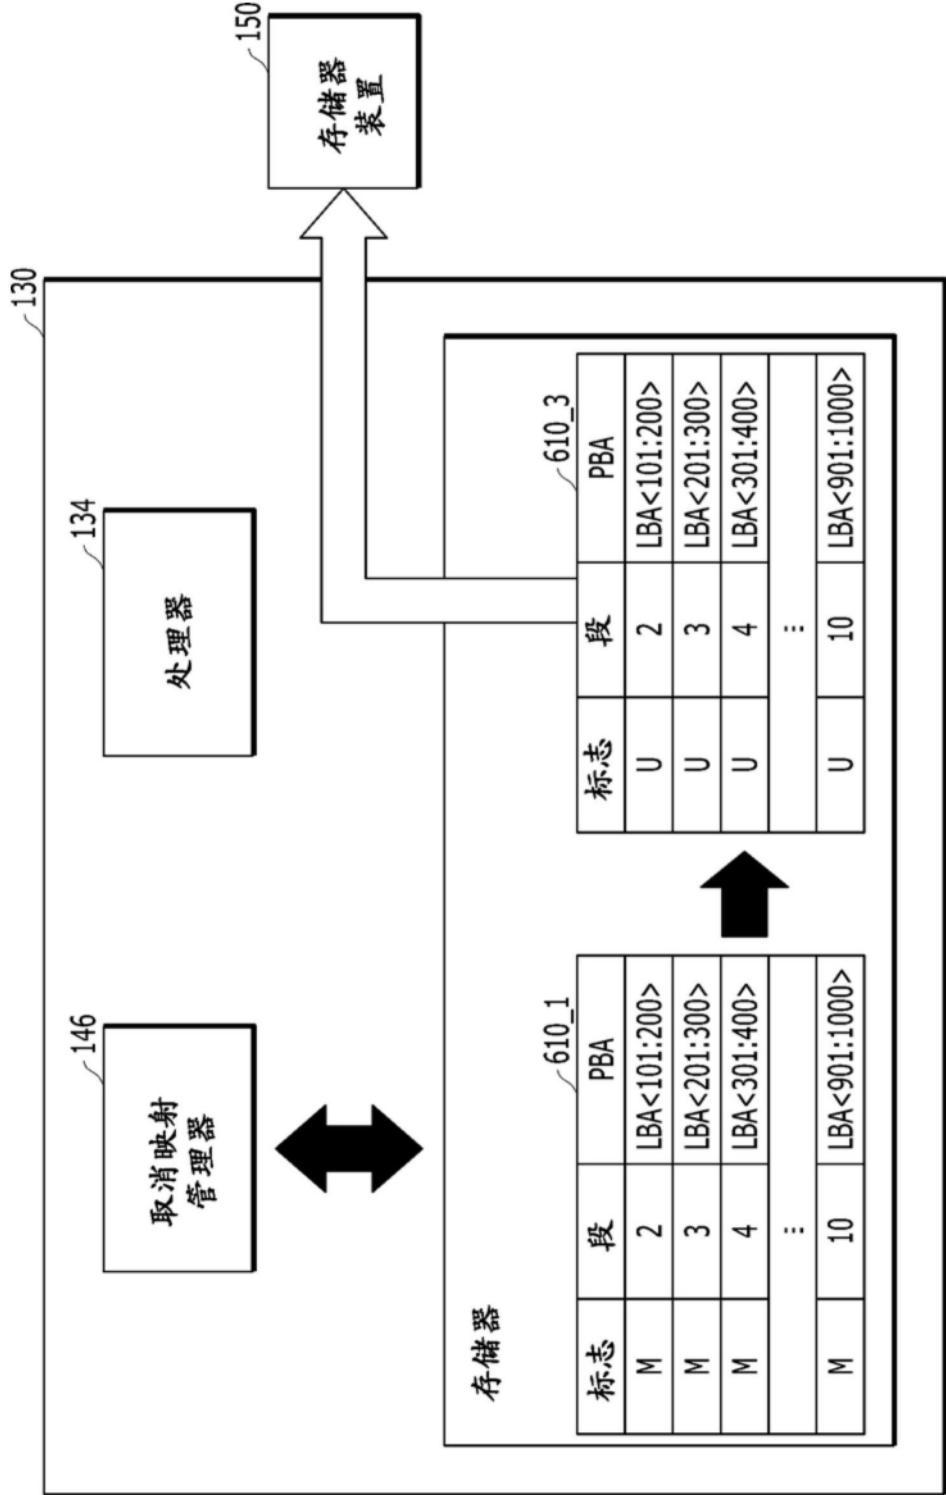 130
150
存储器
装置
146
取消映射
管理器
134
处理器
存储器
610_1
标志 段 PBA
M 2 LBA<101:200>
M 3 LBA<201:300>
M 4 LBA<301:400>
⋮
M 10 LBA<901:1000>
610_3
标志 段 PBA
U 2 LBA<101:200>
U 3 LBA<201:300>
U 4 LBA<301:400>
⋮
U 10 LBA<901:1000>